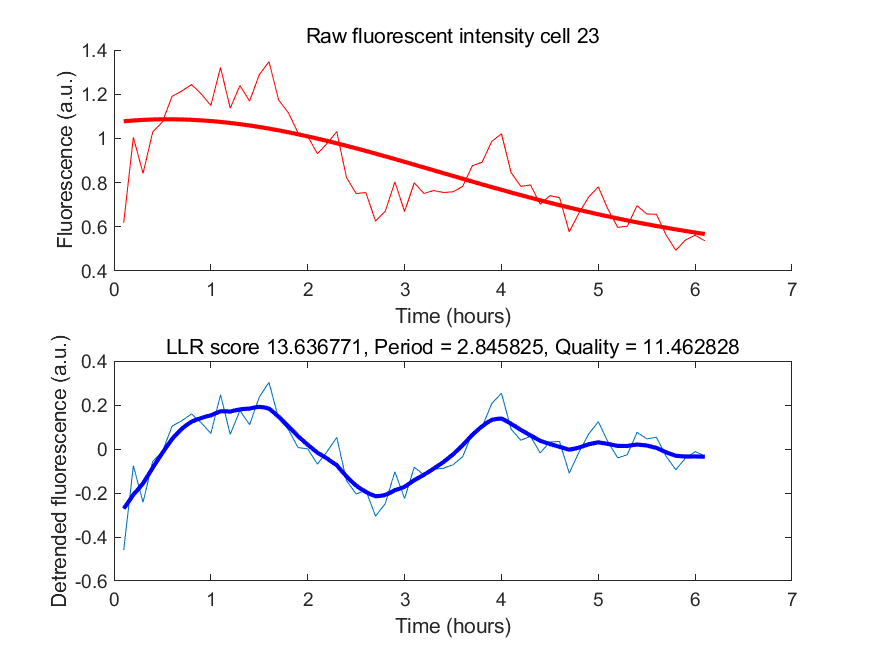 Raw fluorescent intensity cell 23
Fluorescence (a.u.)
1.4
1.2
1
0.8
0.6
0.4
0 1 2 3 4 5 6 7
Time (hours)
LLR score 13.636771, Period = 2.845825, Quality = 11.462828
Detrended fluorescence (a.u.)
0.4
0.2
0
-0.2
-0.4
-0.6
0 1 2 3 4 5 6 7
Time (hours)